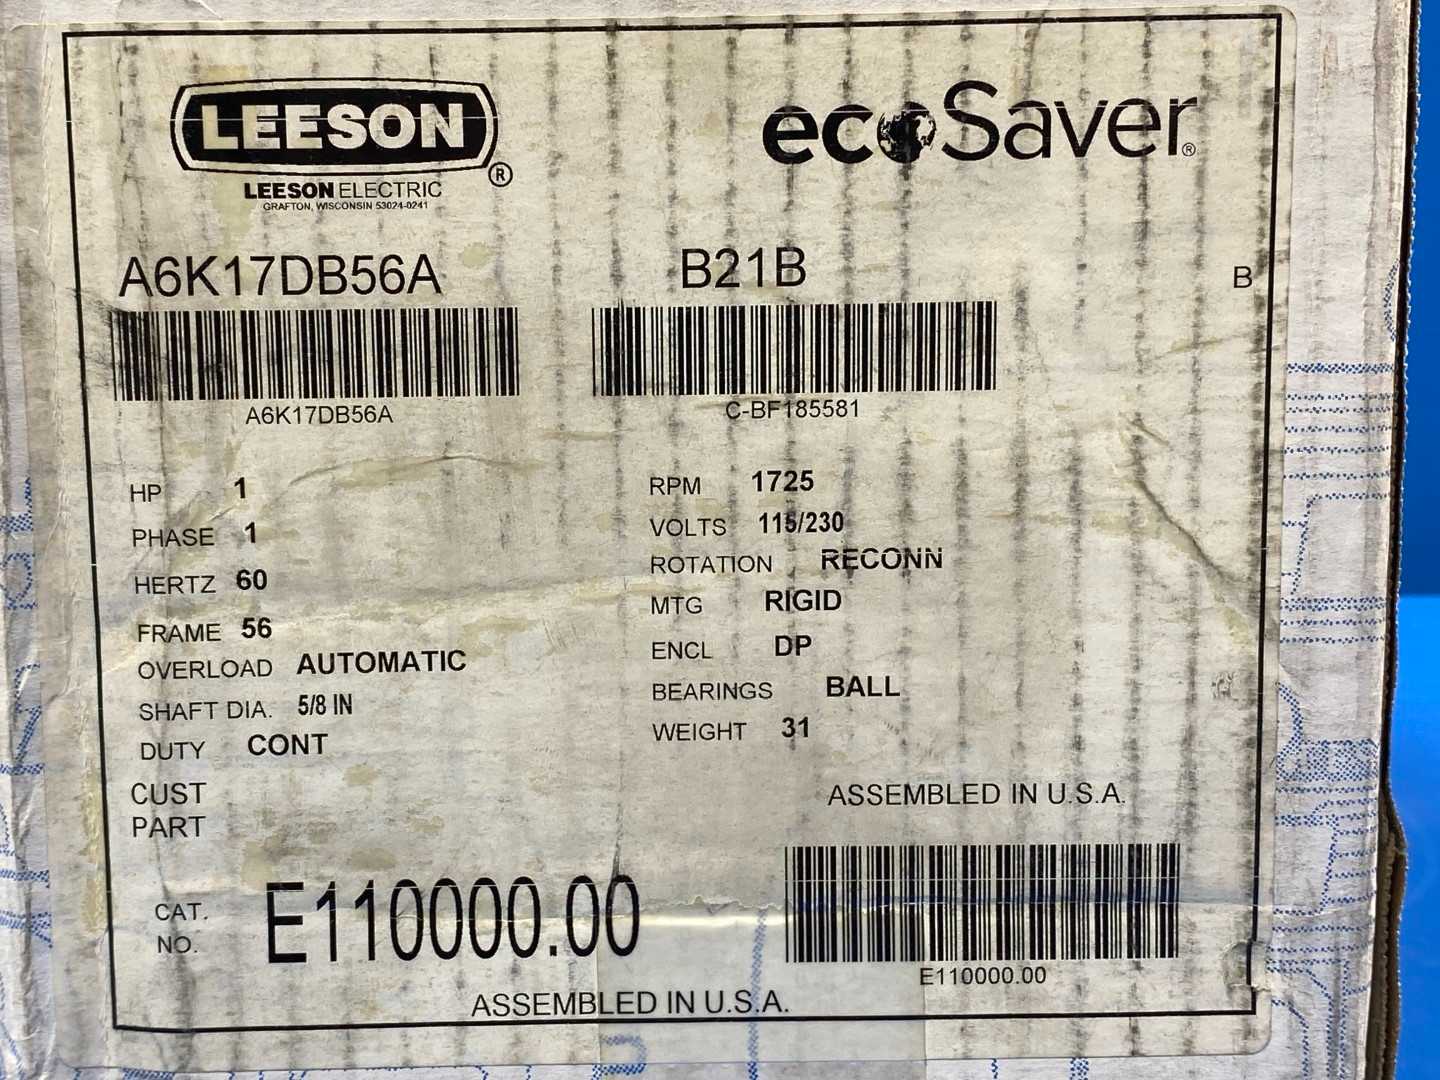 LEESON
®
LEESON ELECTRIC
GRAFTON, WISCONSIN 53024-0241
ecoSaver®
A6K17DB56A
B21B
B
A6K17DB56A
C-BF185581
HP 1
PHASE 1
HERTZ 60
FRAME 56
OVERLOAD AUTOMATIC
SHAFT DIA. 5/8 IN
DUTY CONT
CUST
PART
RPM 1725
VOLTS 115/230
ROTATION RECONN
MTG RIGID
ENCL DP
BEARINGS BALL
WEIGHT 31
ASSEMBLED IN U.S.A.
CAT.
NO.
E110000.00
E110000.00
ASSEMBLED IN U.S.A.